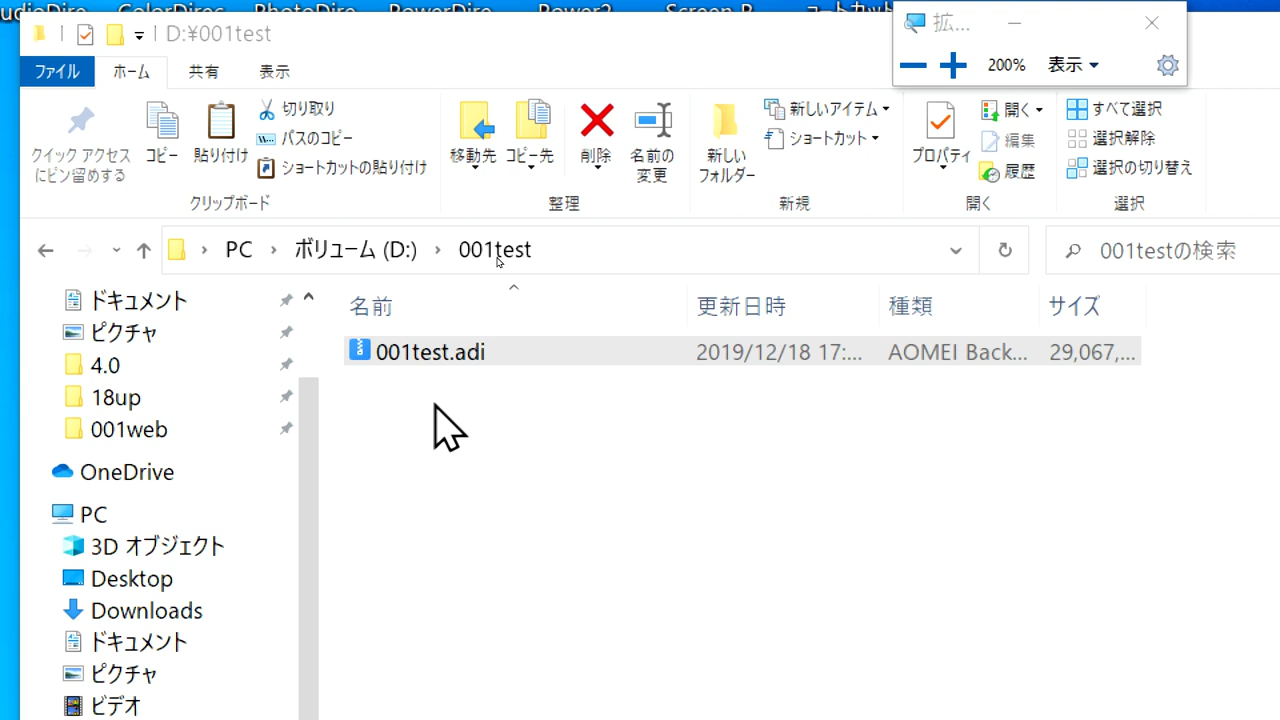 ColorDirec PhotoDire PowerDire Power2 Screen R
D:¥001test
拡...
200% 表示
ファイル ホーム 共有 表示
クイック アクセス
にピン留めする
コピー
貼り付け
切り取り
パスのコピー
ショートカットの貼り付け
クリップボード
移動先
コピー先
削除
名前の
変更
整理
新しい
フォルダー
新しいアイテム
ショートカット
新規
プロパティ
開く
編集
履歴
開く
すべて選択
選択解除
選択の切り替え
選択
PC ボリューム (D:) 001test
001testの検索
ドキュメント
ピクチャ
4.0
18up
001web
OneDrive
PC
3D オブジェクト
Desktop
Downloads
ドキュメント
ピクチャ
ビデオ
名前 更新日時 種類 サイズ
001test.adi 2019/12/18 17:... AOMEI Back... 29,067,...